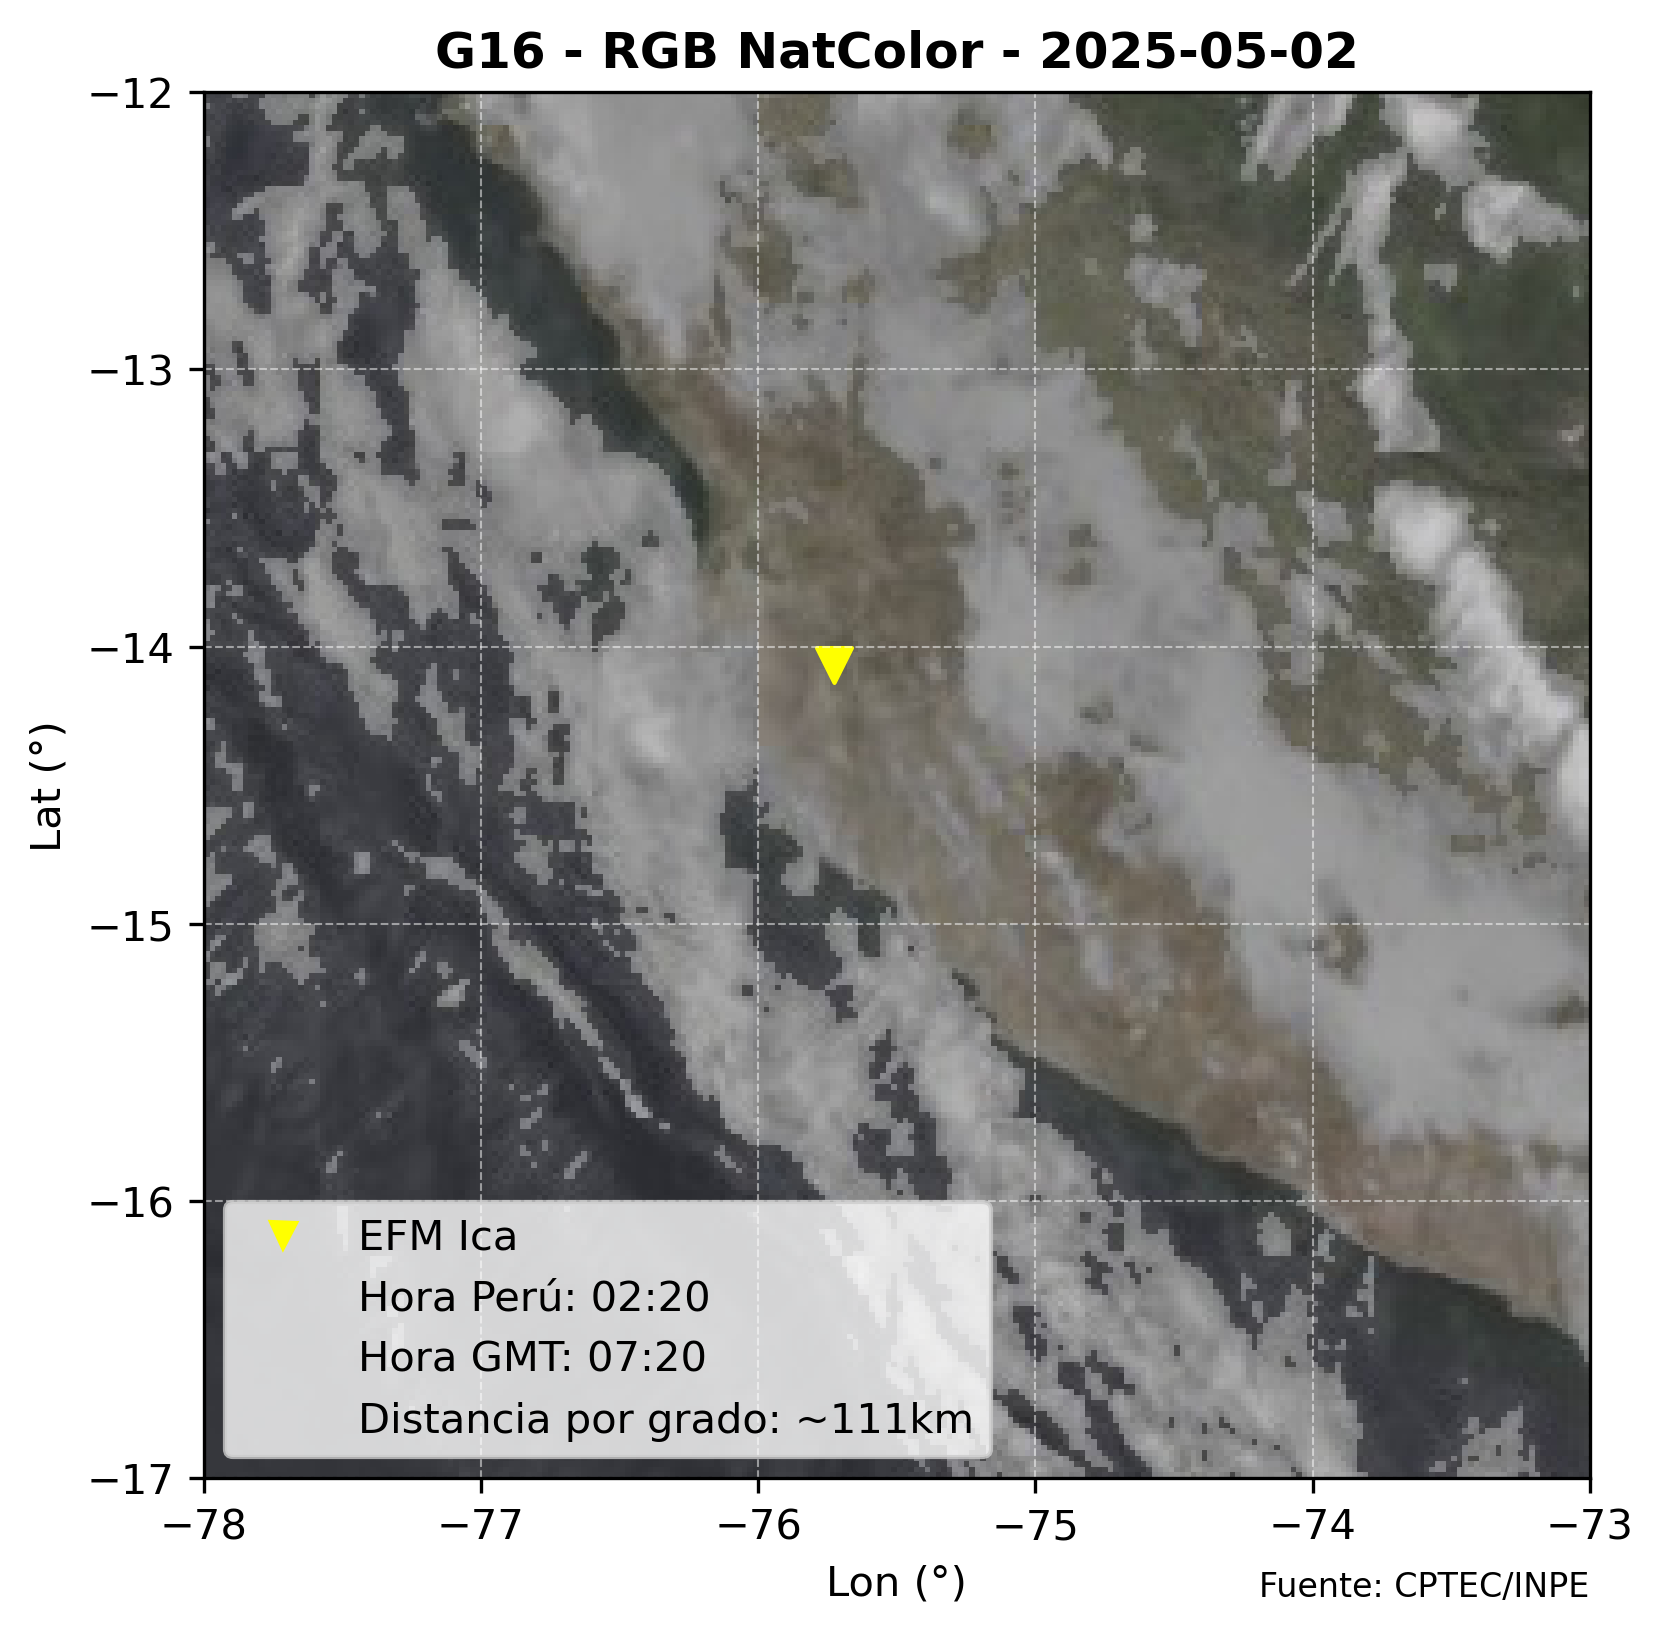 G16 - RGB NatColor - 2025-05-02
−12
−13
−14
−15
−16
−17
Lat (°)
EFM Ica
Hora Perú: 02:20
Hora GMT: 07:20
Distancia por grado: ~111km
−78 −77 −76 −75 −74 −73
Lon (°)
Fuente: CPTEC/INPE